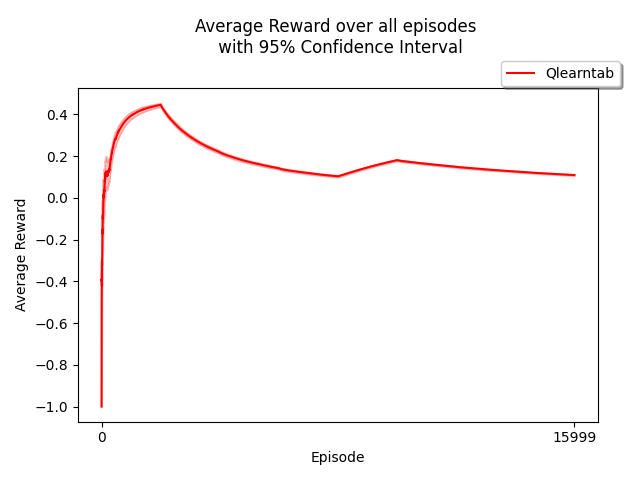 Average Reward over all episodes
with 95% Confidence Interval
Qlearntab
0.4
0.2
0.0
−0.2
−0.4
−0.6
−0.8
−1.0
Average Reward
0
15999
Episode